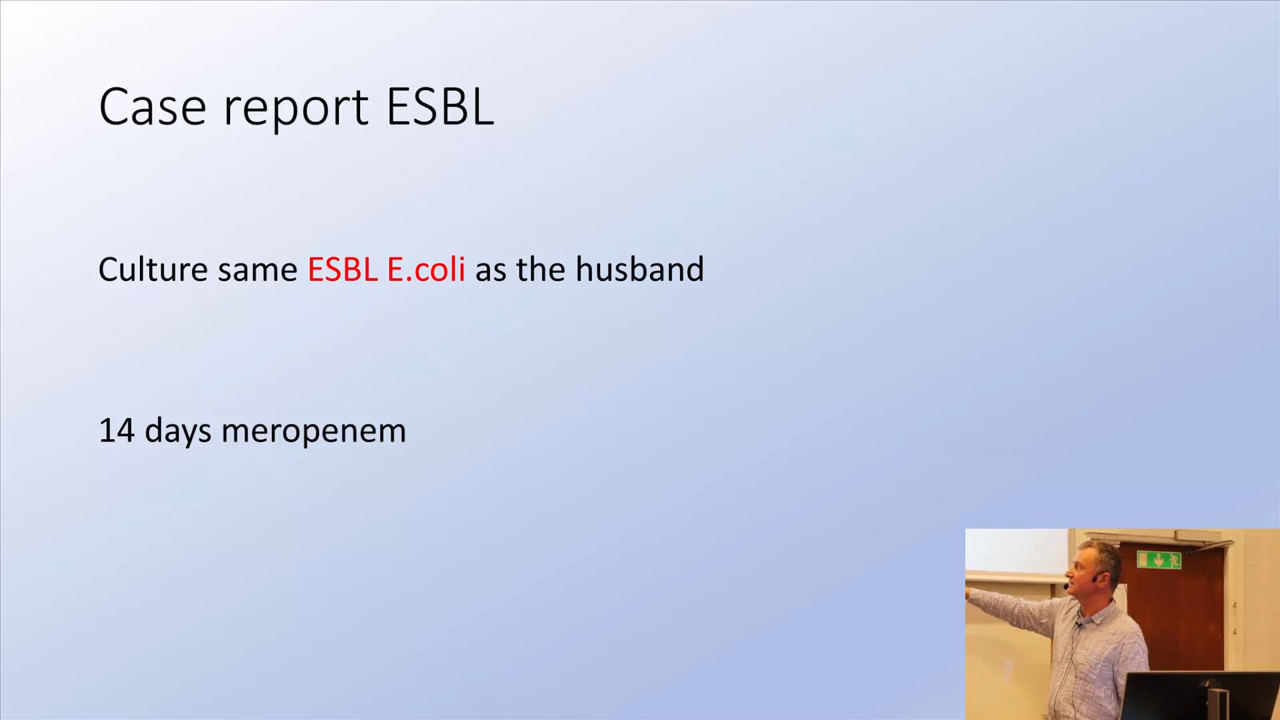 Case report ESBL
Culture same ESBL E.coli as the husband
14 days meropenem